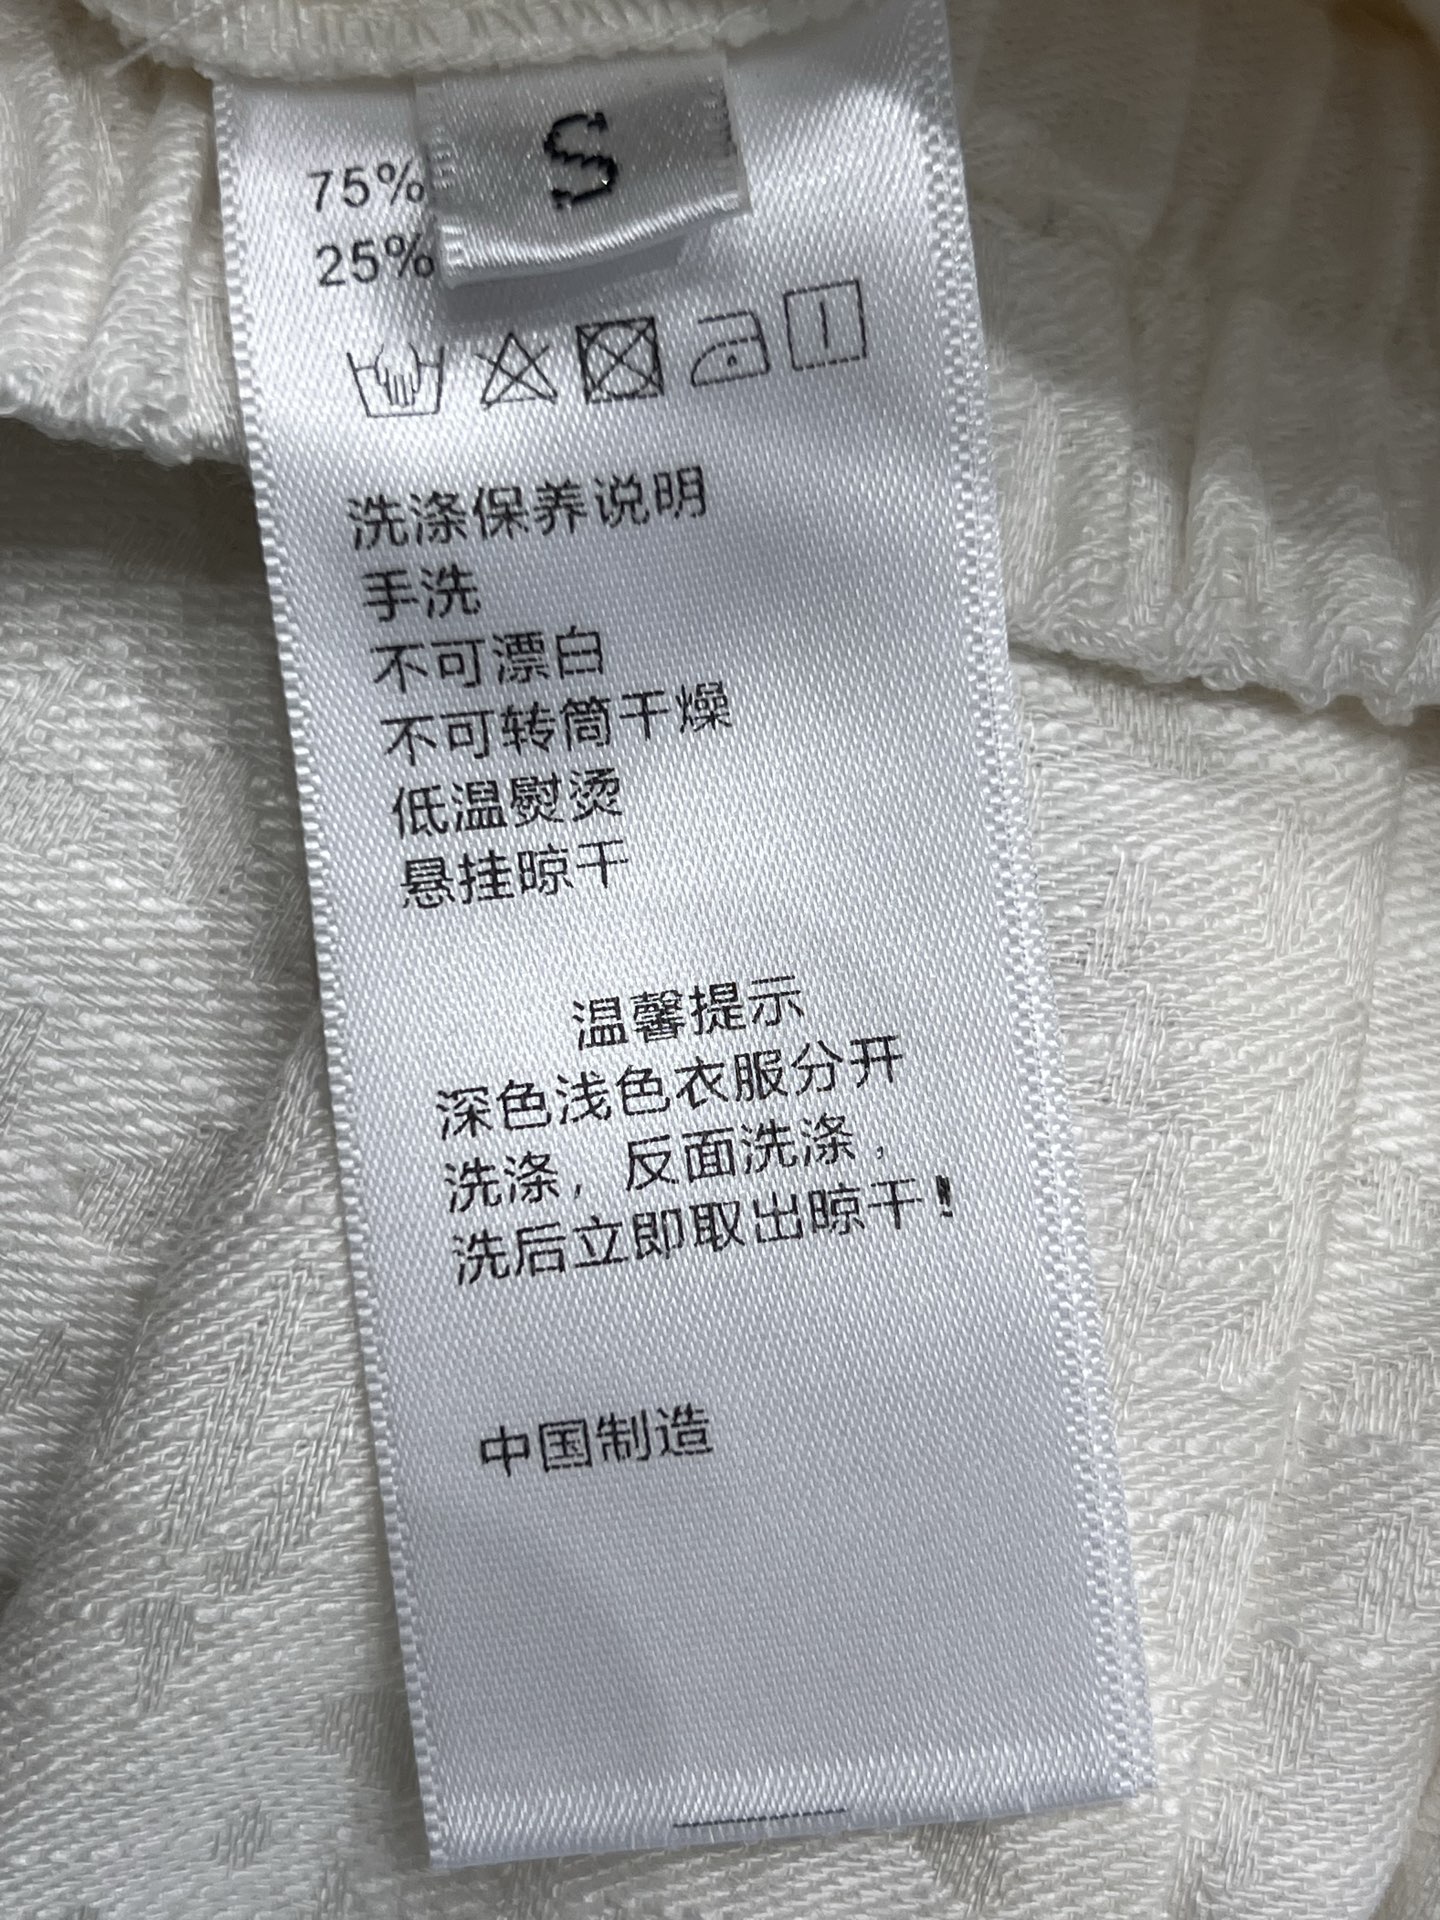 S
75%
25%
洗涤保养说明
手洗
不可漂白
不可转筒干燥
低温熨烫
悬挂晾干
温馨提示
深色浅色衣服分开
洗涤，反面洗涤，
洗后立即取出晾干！
中国制造